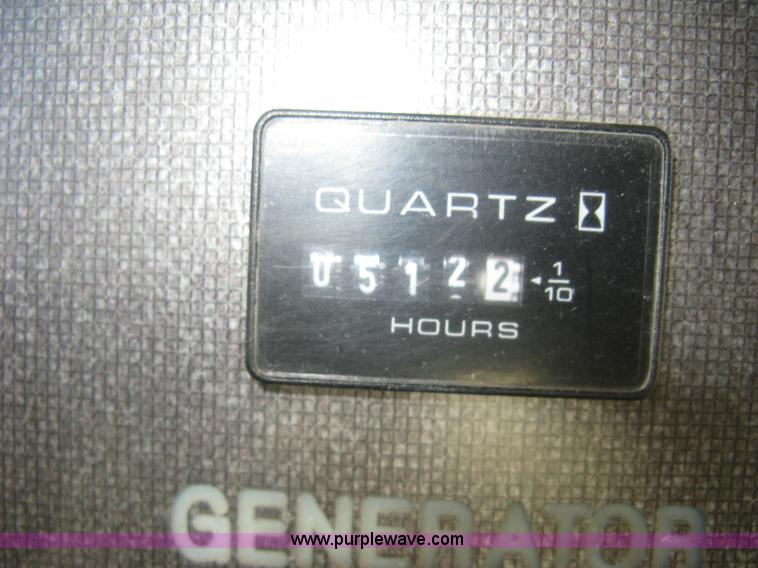 QUARTZ
05122 1/10
HOURS
GENERATOR
www.purplewave.com